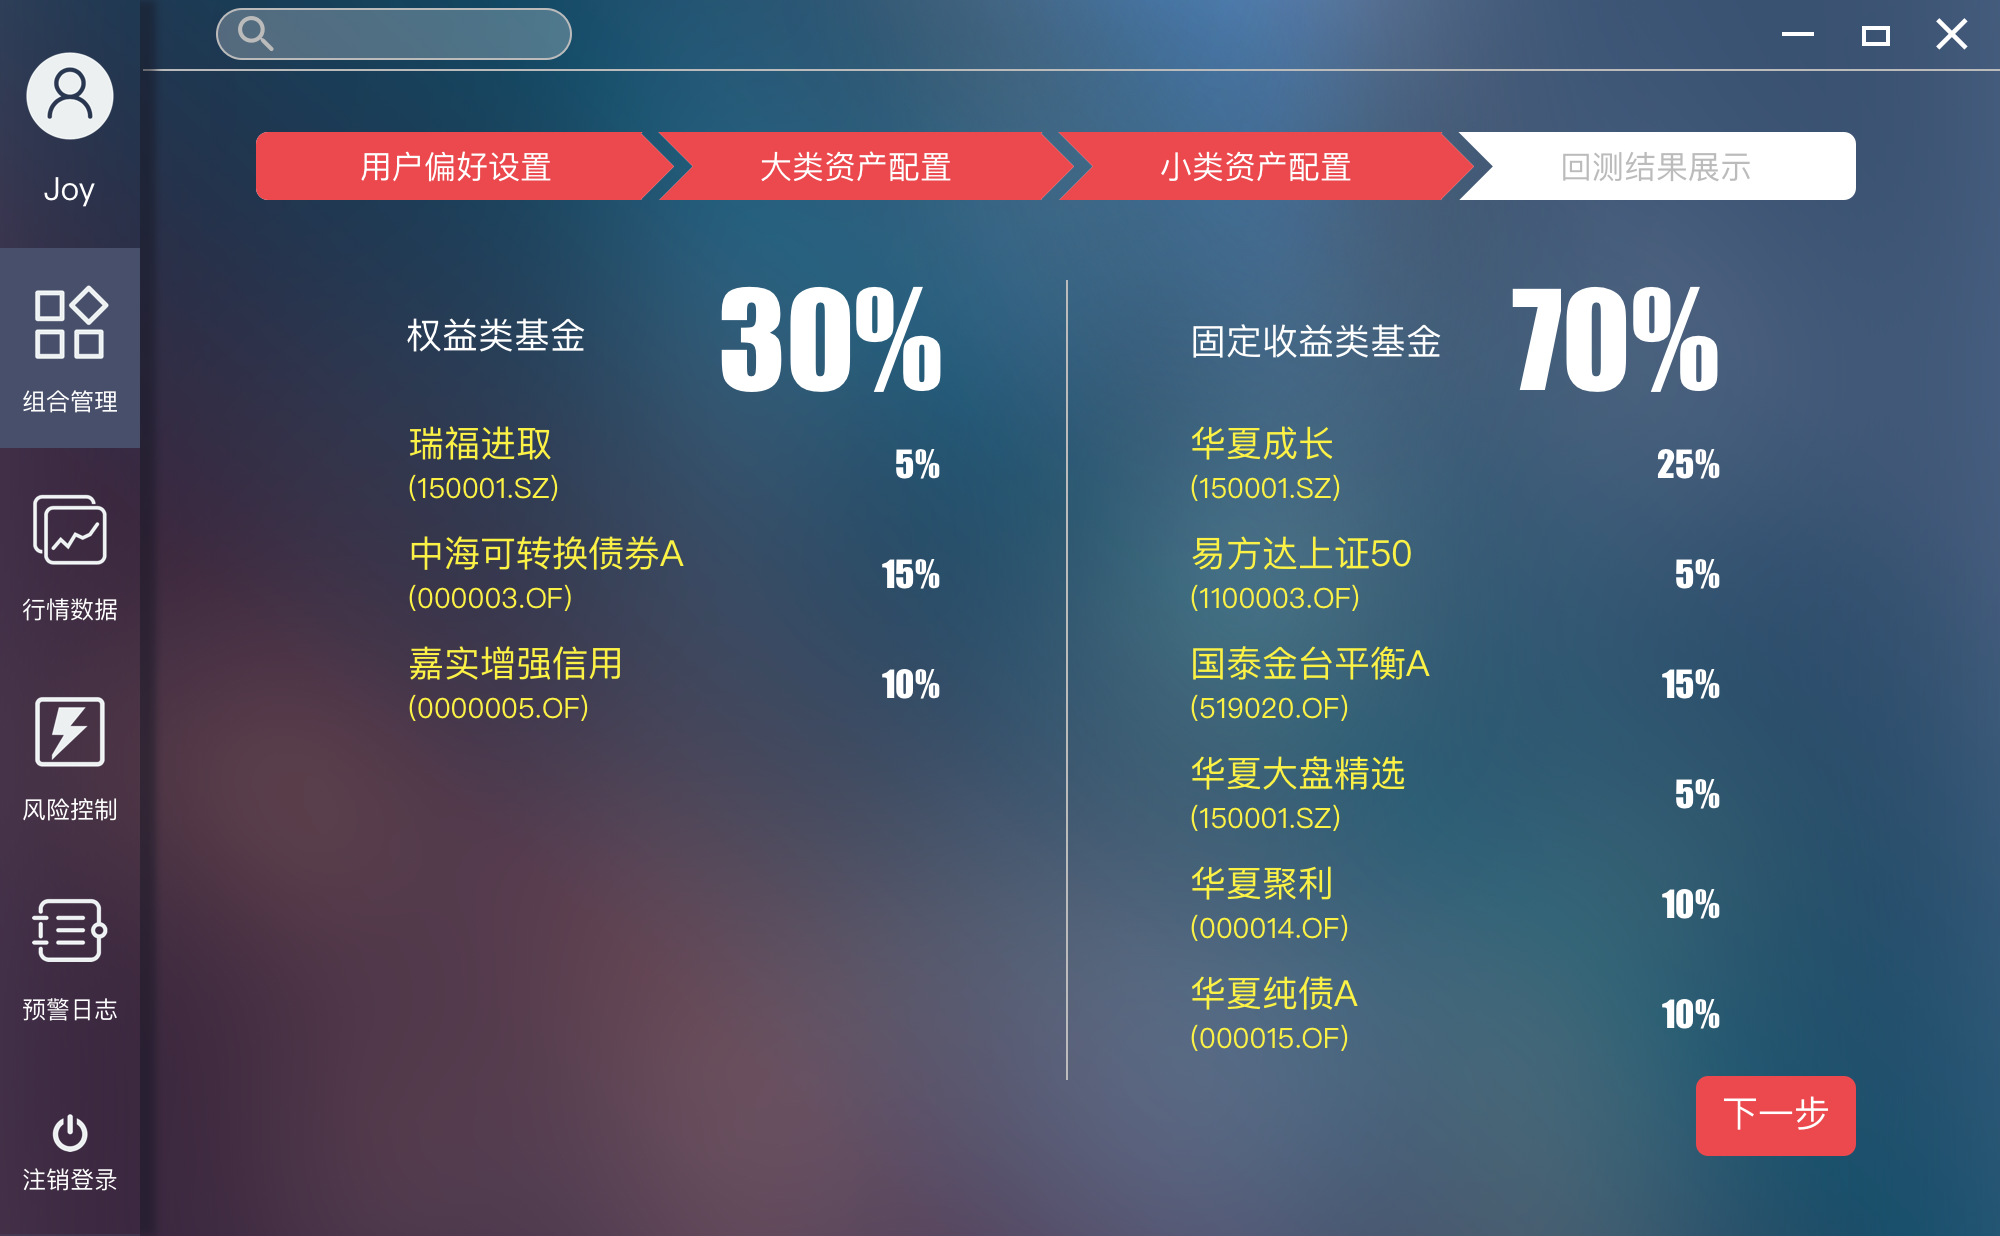 Joy
组合管理
行情数据
风险控制
预警日志
注销登录
用户偏好设置
大类资产配置
小类资产配置
回测结果展示
权益类基金 30%
瑞福进取 5%
(150001.SZ)
中海可转换债券A 15%
(000003.OF)
嘉实增强信用 10%
(0000005.OF)
固定收益类基金 70%
华夏成长 25%
(150001.SZ)
易方达上证50 5%
(1100003.OF)
国泰金台平衡A 15%
(519020.OF)
华夏大盘精选 5%
(150001.SZ)
华夏聚利 10%
(000014.OF)
华夏纯债A 10%
(000015.OF)
下一步